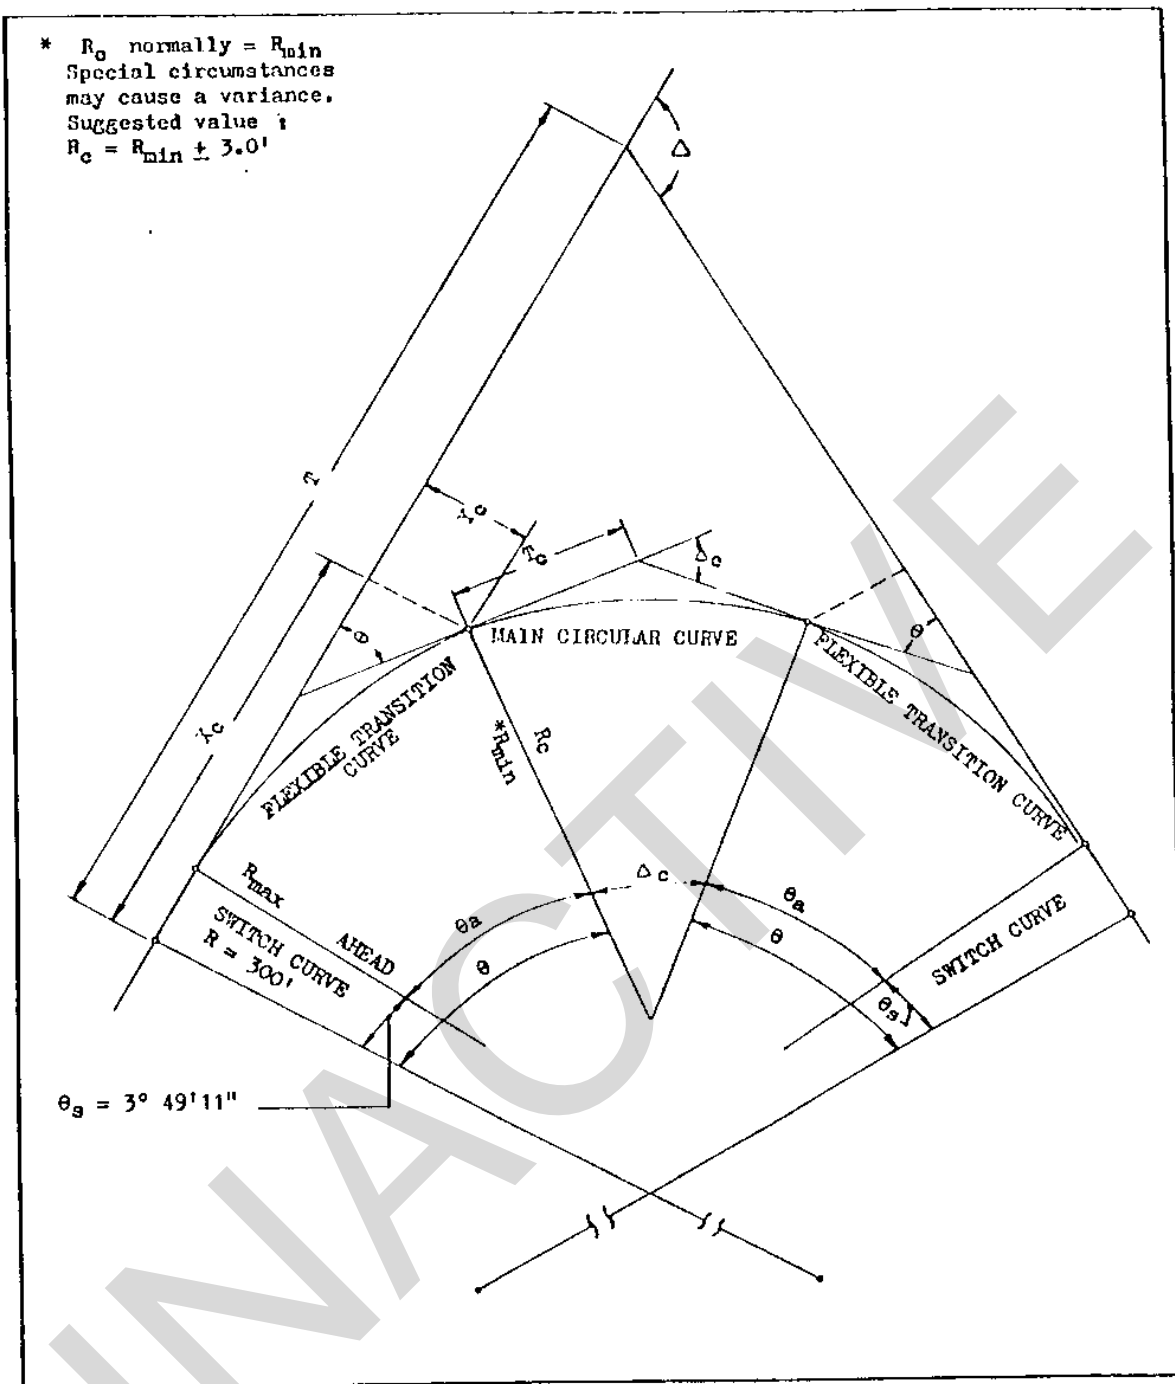 * Rc normally = Rmin
Special circumstances
may cause a variance.
Suggested value :
Rc = Rmin ± 3.0'
Δ
T
Yc
Tc
Δc
θ
MAIN CIRCULAR CURVE
θ
Xc
FLEXIBLE TRANSITION
CURVE
Rc
*Rmin
FLEXIBLE TRANSITION CURVE
Rmax
AHEAD
SWITCH CURVE
R = 300'
Δc
θa
θa
θ
θ
SWITCH CURVE
θs
θs = 3° 49'11"
INACTIVE